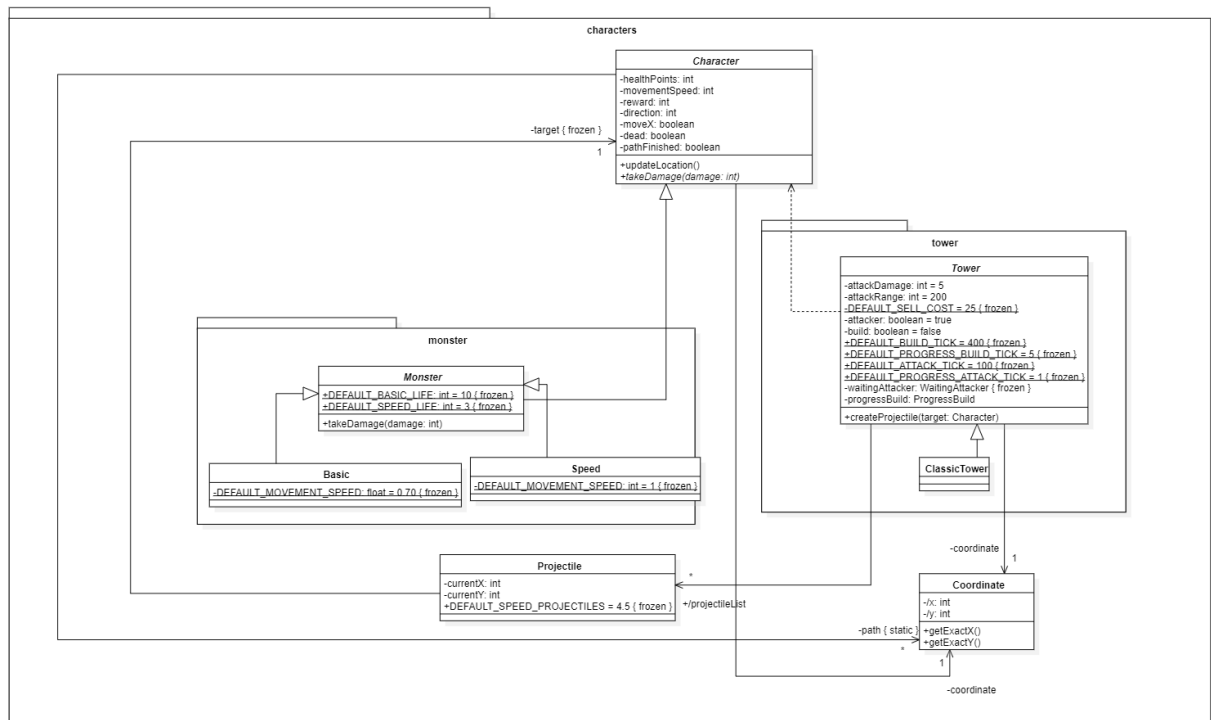 characters
Character
-healthPoints: int
-movementSpeed: int
-reward: int
-direction: int
-moveX: boolean
-dead: boolean
-pathFinished: boolean
+updateLocation()
+takeDamage(damage: int)
-target { frozen }
1
tower
Tower
-attackDamage: int = 5
-attackRange: int = 200
-DEFAULT_SELL_COST = 25 { frozen }
-attacker: boolean = true
-build: boolean = false
+DEFAULT_BUILD_TICK = 400 { frozen }
+DEFAULT_PROGRESS_BUILD_TICK = 5 { frozen }
+DEFAULT_ATTACK_TICK = 100 { frozen }
+DEFAULT_PROGRESS_ATTACK_TICK = 1 { frozen }
-waitingAttacker: WaitingAttacker { frozen }
-progressBuild: ProgressBuild
+createProjectile(target: Character)
ClassicTower
monster
Monster
+DEFAULT_BASIC_LIFE: int = 10 { frozen }
+DEFAULT_SPEED_LIFE: int = 3 { frozen }
+takeDamage(damage: int)
Basic
-DEFAULT_MOVEMENT_SPEED: float = 0.70 { frozen }
Speed
-DEFAULT_MOVEMENT_SPEED: int = 1 { frozen }
-coordinate
1
Projectile
-currentX: int
-currentY: int
+DEFAULT_SPEED_PROJECTILES = 4.5 { frozen }
*
+/projectileList
Coordinate
-/x: int
-/y: int
+getExactX()
+getExactY()
-path { static }
*
1
-coordinate